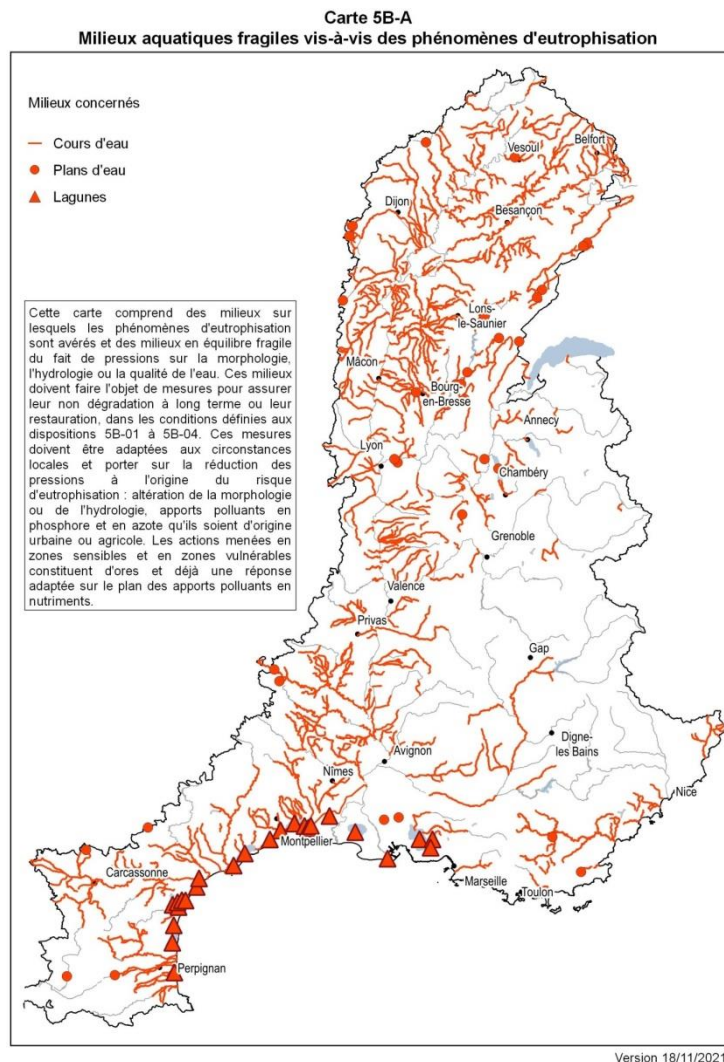 Carte 5B-A
Milieux aquatiques fragiles vis-à-vis des phénomènes d'eutrophisation
Milieux concernés
Cours d'eau
Plans d'eau
Lagunes
Cette carte comprend des milieux sur
lesquels les phénomènes d'eutrophisation
sont avérés et des milieux en équilibre fragile
du fait de pressions sur la morphologie,
l'hydrologie ou la qualité de l'eau. Ces milieux
doivent faire l'objet de mesures pour assurer
leur non dégradation à long terme ou leur
restauration, dans les conditions définies aux
dispositions 5B-01 à 5B-04. Ces mesures
doivent être adaptées aux circonstances
locales et porter sur la réduction des
pressions à l'origine du risque
d'eutrophisation : altération de la morphologie
ou de l'hydrologie, apports polluants en
phosphore et en azote qu'ils soient d'origine
urbaine ou agricole. Les actions menées en
zones sensibles et en zones vulnérables
constituent d'ores et déjà une réponse
adaptée sur le plan des apports polluants en
nutriments.
Vesoul
Belfort
Dijon
Besançon
Lons-
le-Saunier
Mâcon
Bourg-
en-Bresse
Annecy
Lyon
Chambéry
Grenoble
Valence
Privas
Gap
Digne-
les Bains
Avignon
Nîmes
Nice
Montpellier
Carcassonne
Marseille
Toulon
Perpignan
Version 18/11/2021